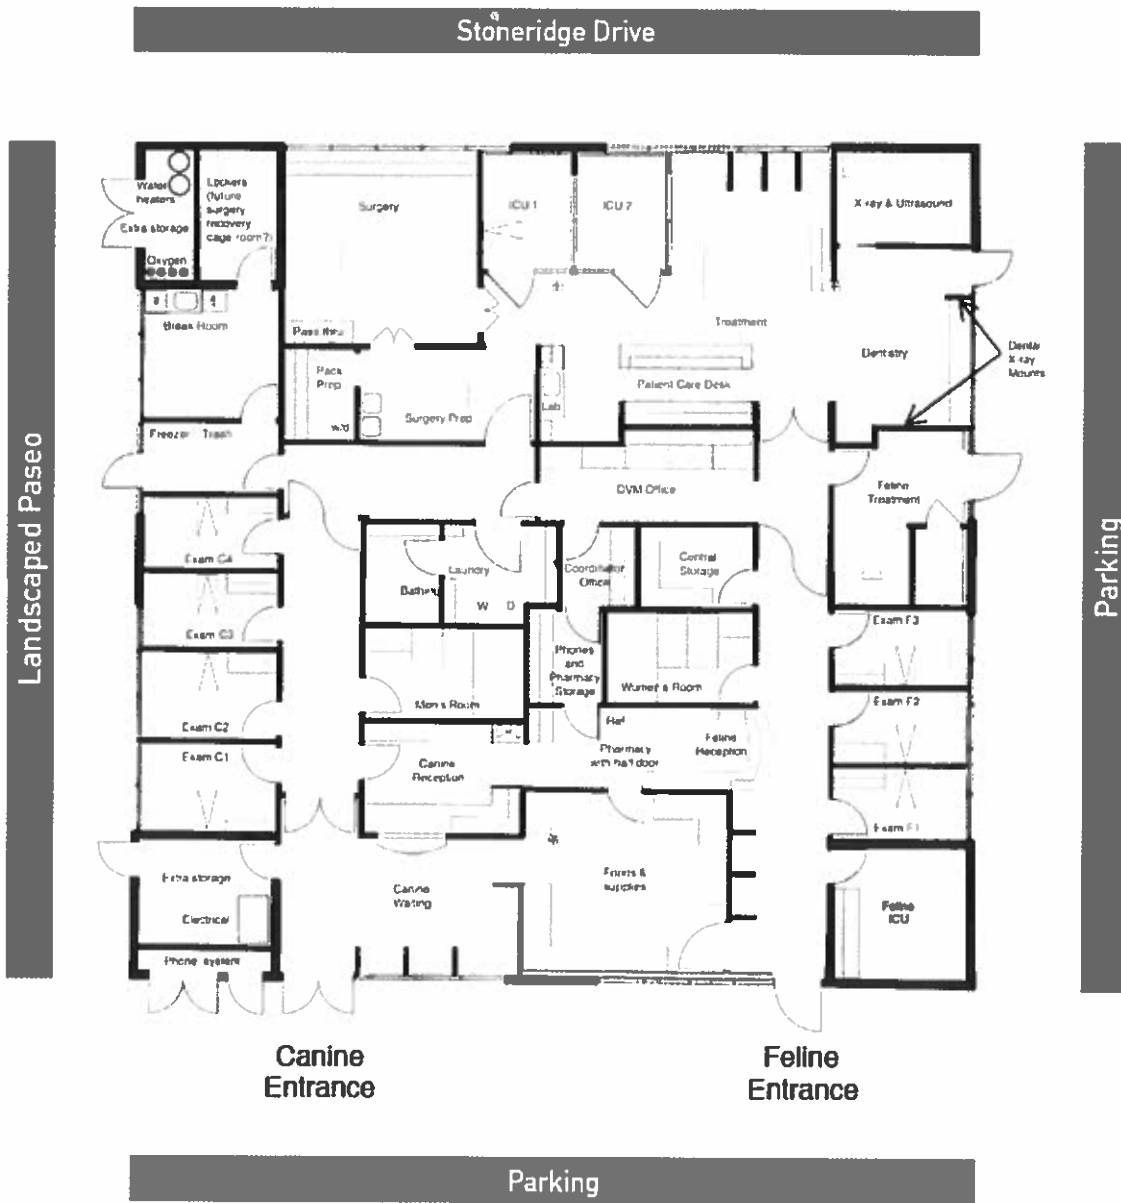 Stoneridge Drive
Landscaped Paseo
Parking
Water
heaters
Extra storage
Oxygen
Lockers
(future
surgery
recovery
cage room?)
Surgery
ICU 1
ICU 2
X-ray & Ultrasound
Break Room
Pass thru
Pack
Prep
w/d
Surgery Prep
Lab
Treatment
Patient Care Desk
Dentistry
Dental
X-ray
Mounts
Freezer Trash
DVM Office
Feline
Treatment
Exam C4
Exam C3
Exam C2
Exam C1
Bathing
Laundry
W D
Coordinator
Office
Central
Storage
Phones
and
Pharmacy
Storage
Men's Room
Women's Room
Exam F3
Exam F2
Exam F1
Canine
Reception
Ref
Pharmacy
with half door
Feline
Reception
Extra storage
Electrical
Phone system
Canine
Waiting
Foods &
supplies
Feline
ICU
Canine
Entrance
Feline
Entrance
Parking